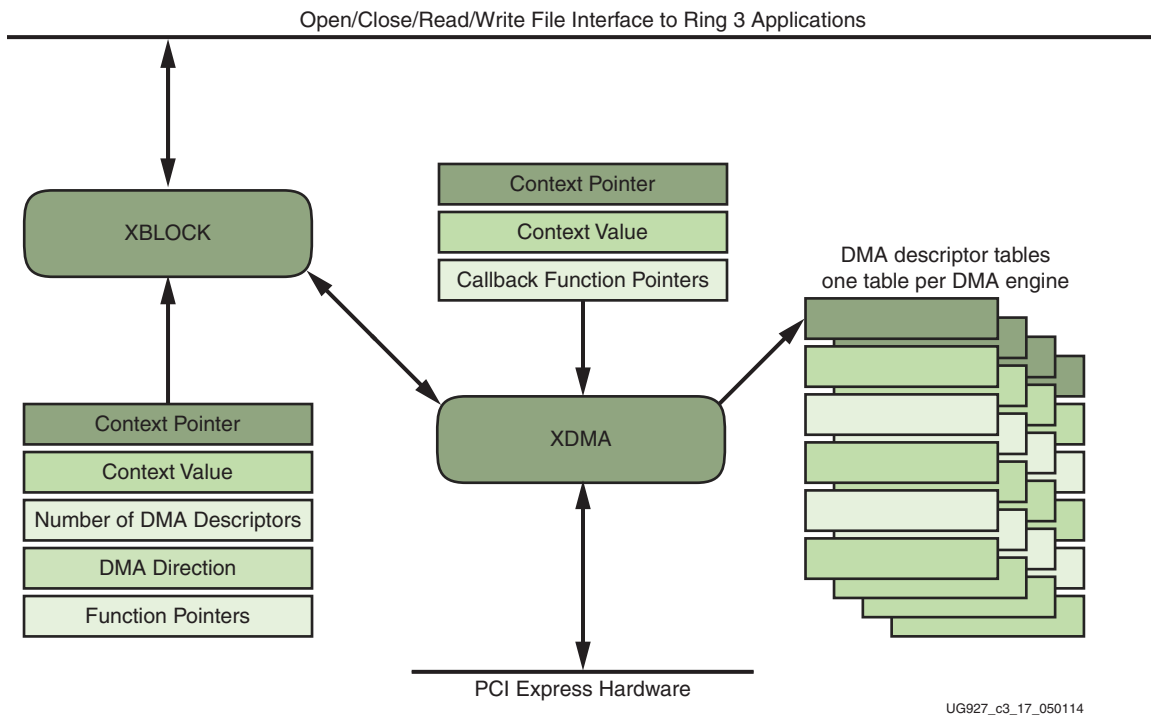 Open/Close/Read/Write File Interface to Ring 3 Applications
XBLOCK
Context Pointer
Context Value
Callback Function Pointers
DMA descriptor tables
one table per DMA engine
Context Pointer
Context Value
Number of DMA Descriptors
DMA Direction
Function Pointers
XDMA
PCI Express Hardware
UG927_c3_17_050114